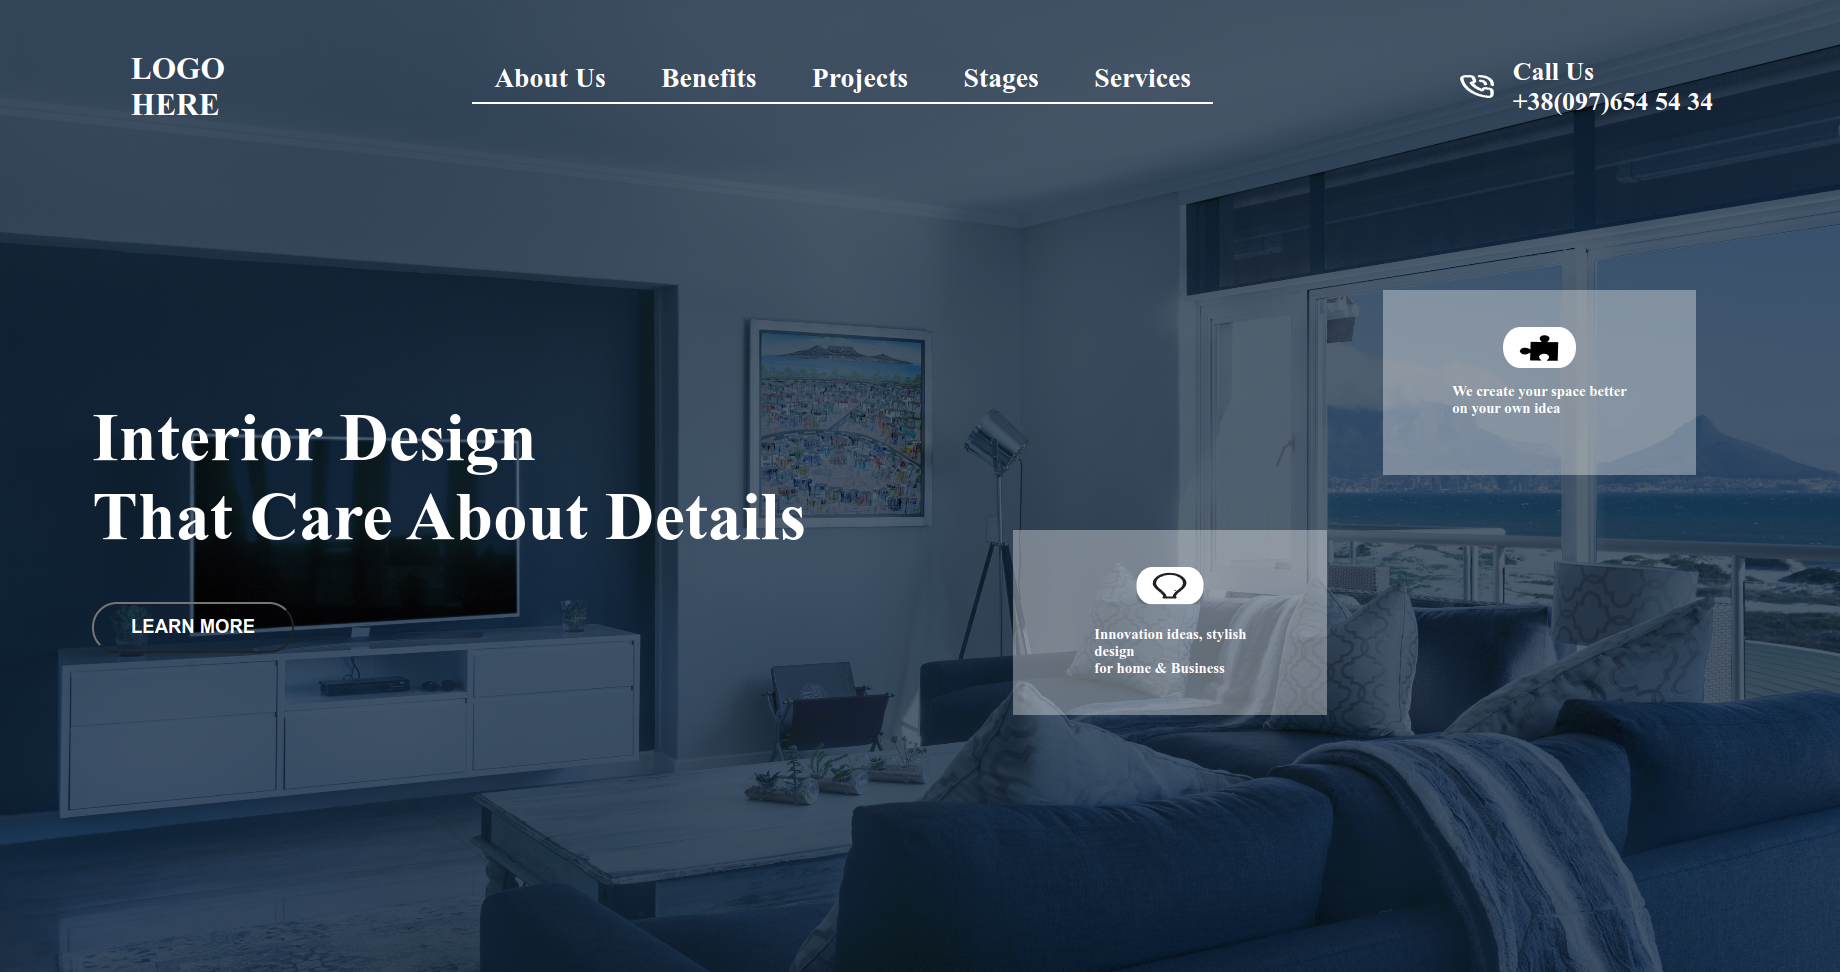 LOGO
HERE
About Us Benefits Projects Stages Services
Call Us
+38(097)654 54 34
We create your space better
on your own idea
Interior Design
That Care About Details
LEARN MORE
Innovation ideas, stylish
design
for home & Business